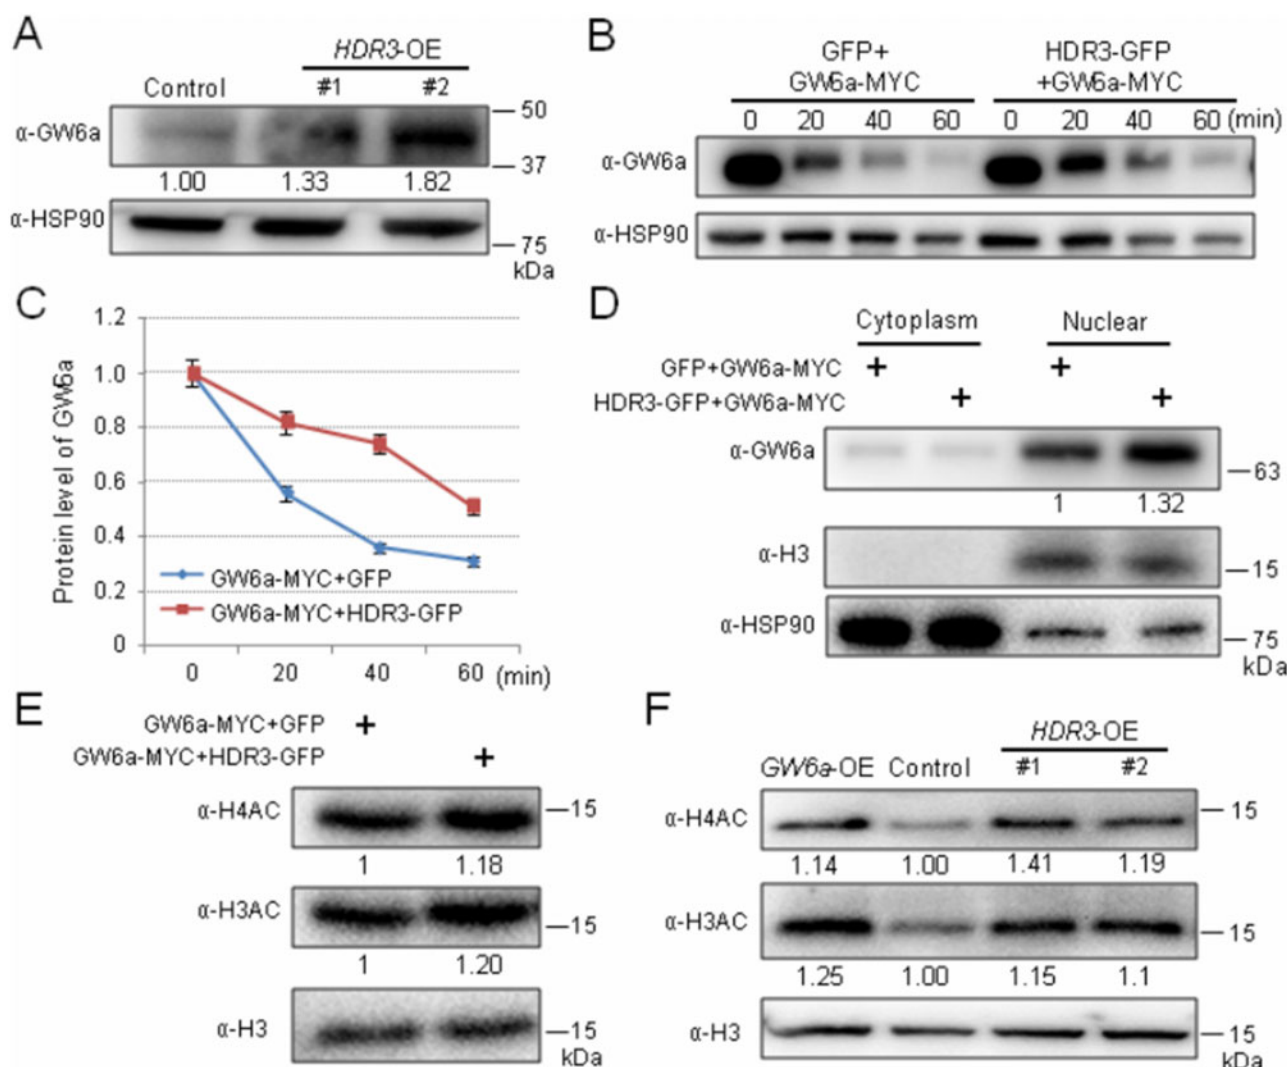 A
HDR3-OE
Control #1 #2
α-GW6a
50
37
1.00 1.33 1.82
α-HSP90
75
kDa
B
GFP+
GW6a-MYC
HDR3-GFP
+GW6a-MYC
0 20 40 60 0 20 40 60 (min)
α-GW6a
α-HSP90
C
Protein level of GW6a
1.2
1.0
0.8
0.6
0.4
0.2
0
GW6a-MYC+GFP
GW6a-MYC+HDR3-GFP
0 20 40 60 (min)
D
Cytoplasm Nuclear
GFP+GW6a-MYC + +
HDR3-GFP+GW6a-MYC + +
α-GW6a
63
1 1.32
α-H3
15
α-HSP90
75
kDa
E
GW6a-MYC+GFP +
GW6a-MYC+HDR3-GFP +
α-H4AC
15
1 1.18
α-H3AC
15
1 1.20
α-H3
15
kDa
F
HDR3-OE
GW6a-OE Control #1 #2
α-H4AC
15
1.14 1.00 1.41 1.19
α-H3AC
15
1.25 1.00 1.15 1.1
α-H3
15
kDa